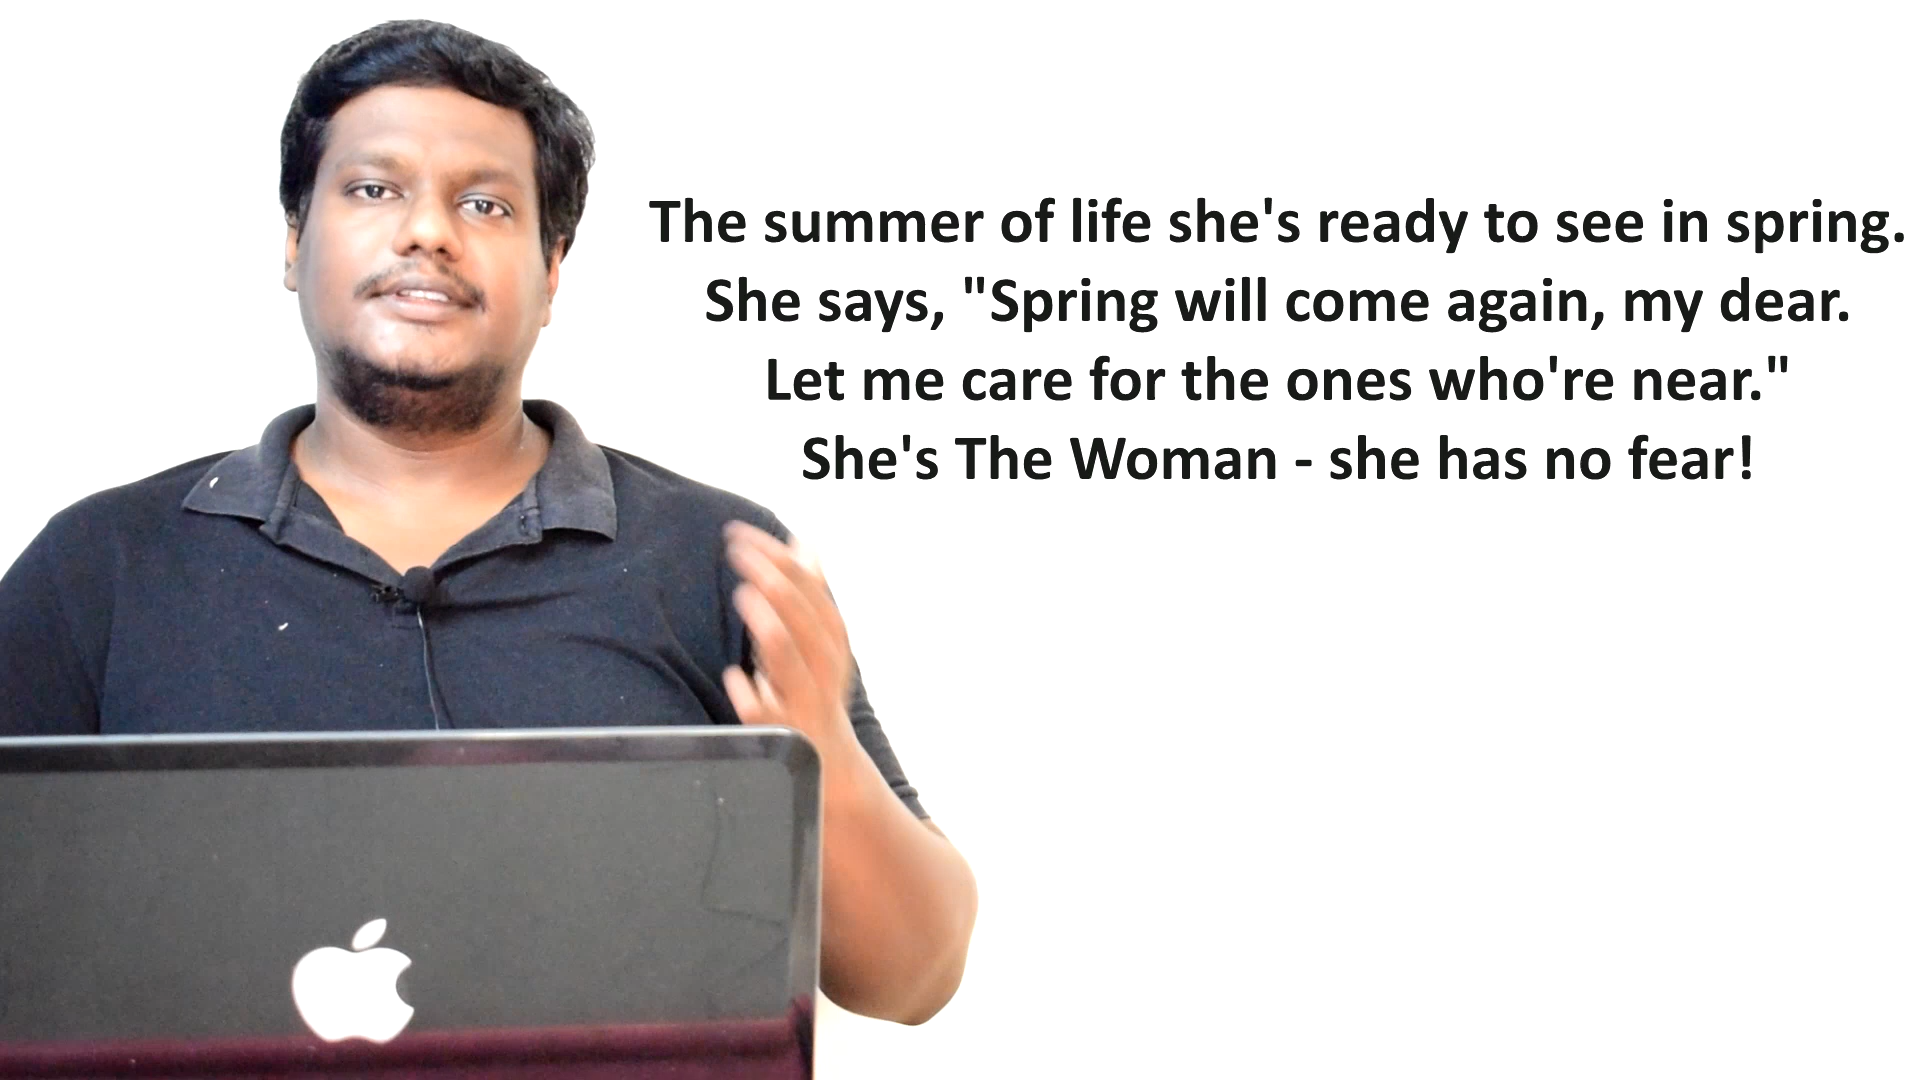 The summer of life she's ready to see in spring.
She says, "Spring will come again, my dear.
Let me care for the ones who're near."
She's The Woman - she has no fear!